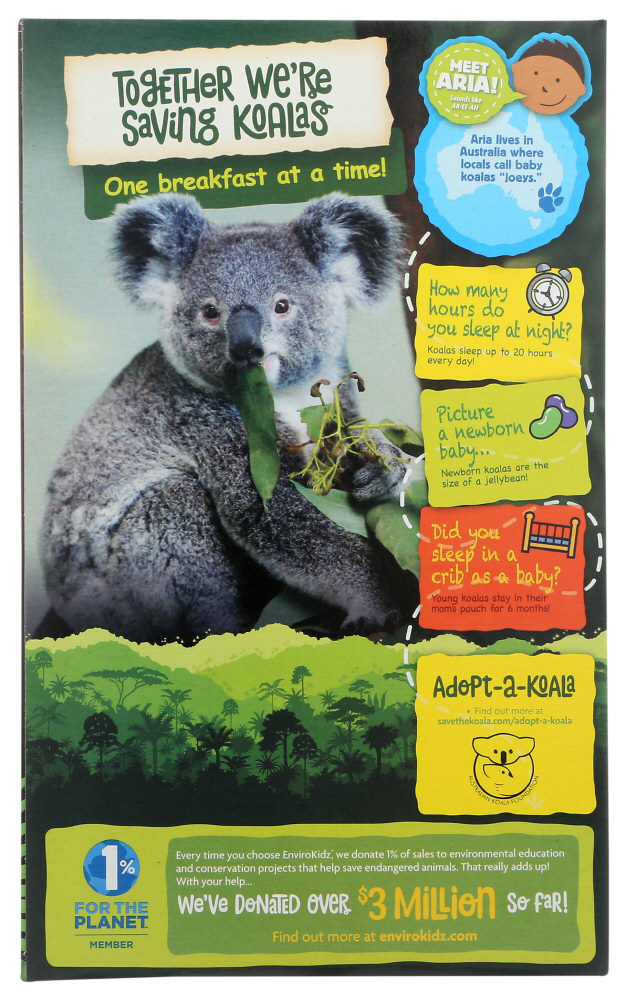 TOGETHER WE'RE
SAVING KOALAS
One breakfast at a time!
MEET
ARIA!
Sounds like
AR-EE-AH
Aria lives in
Australia where
locals call baby
koalas "joeys."
How many
hours do
you sleep at night?
Koalas sleep up to 20 hours
every day!
Picture
a newborn
baby...
Newborn koalas are the
size of a jellybean!
Did you
sleep in a
crib as a baby?
Young koalas stay in their
moms pouch for 6 months!
ADOPT-A-KOALA
• Find out more at
savethekoala.com/adopt-a-koala
AUSTRALIAN KOALA FOUNDATION
1%
FOR THE
PLANET
MEMBER
Every time you choose EnviroKidz, we donate 1% of sales to environmental education
and conservation projects that help save endangered animals. That really adds up!
With your help...
WE'VE DONATED OVER $3 MILLION SO FAR!
Find out more at envirokidz.com